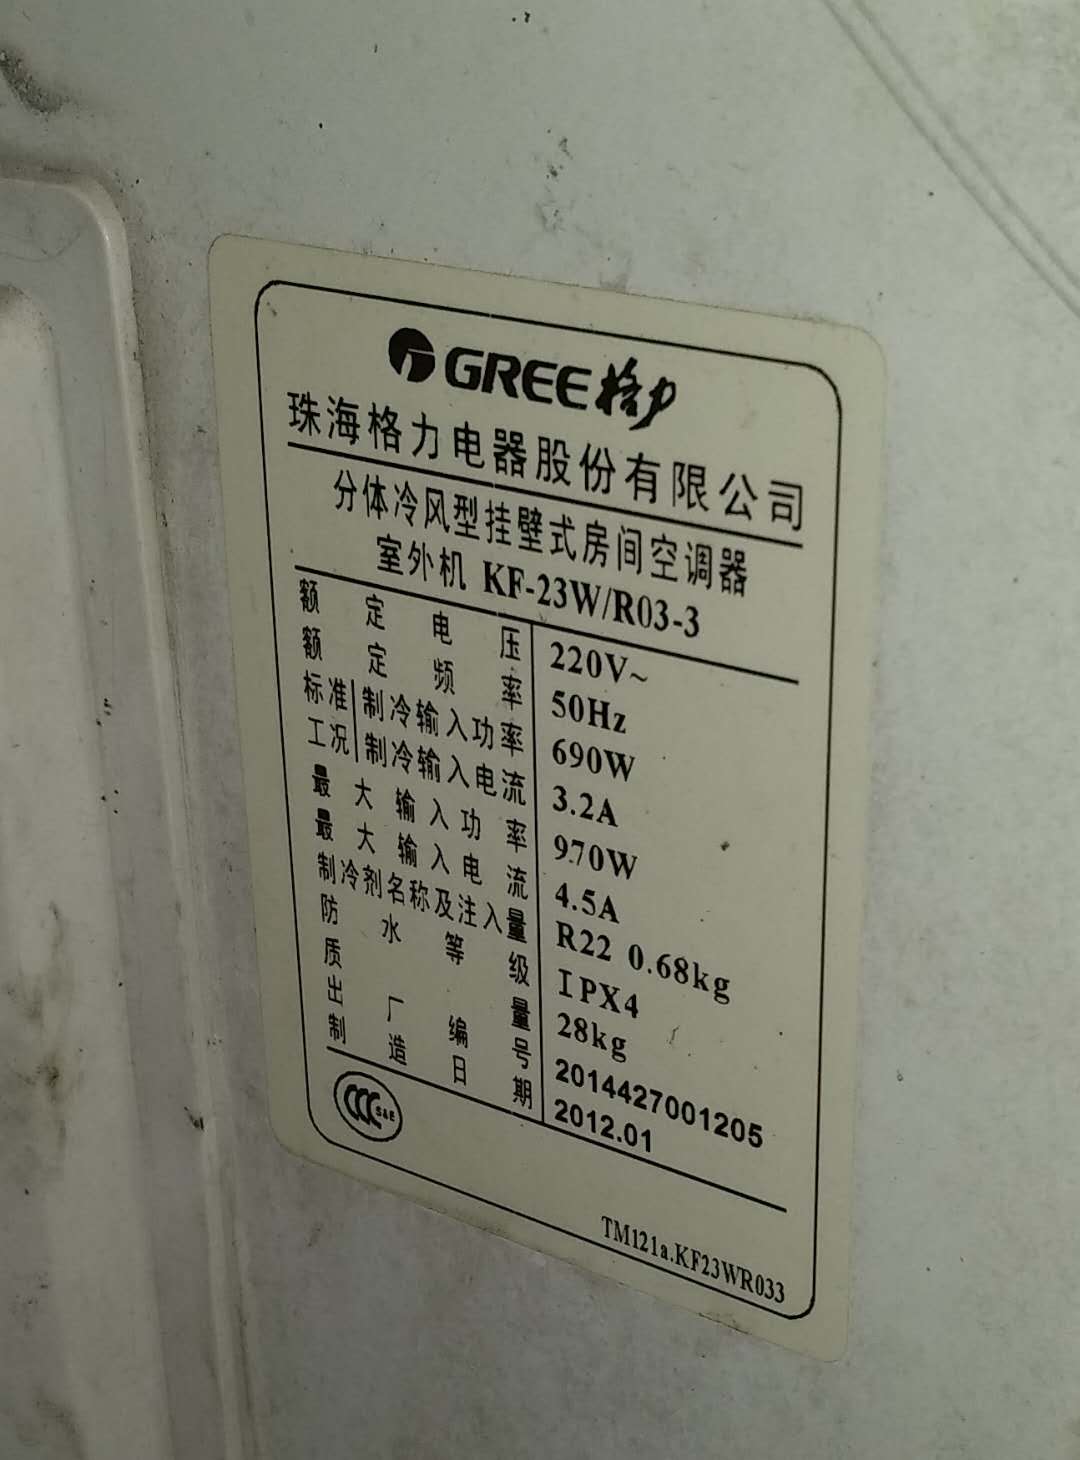 GREE格力
珠海格力电器股份有限公司
分体冷风型挂壁式房间空调器
室外机 KF-23W/R03-3
额定电压 220V~
额定频率 50Hz
标准工况 制冷输入功率 690W
制冷输入电流 3.2A
最大输入功率 970W
最大输入电流 4.5A
制冷剂名称及注入量 R22 0.68kg
防水等级 IPX4
质量 28kg
出厂编号 2014427001205
制造日期 2012.01
CCC S&E
TM121a.KF23WR033